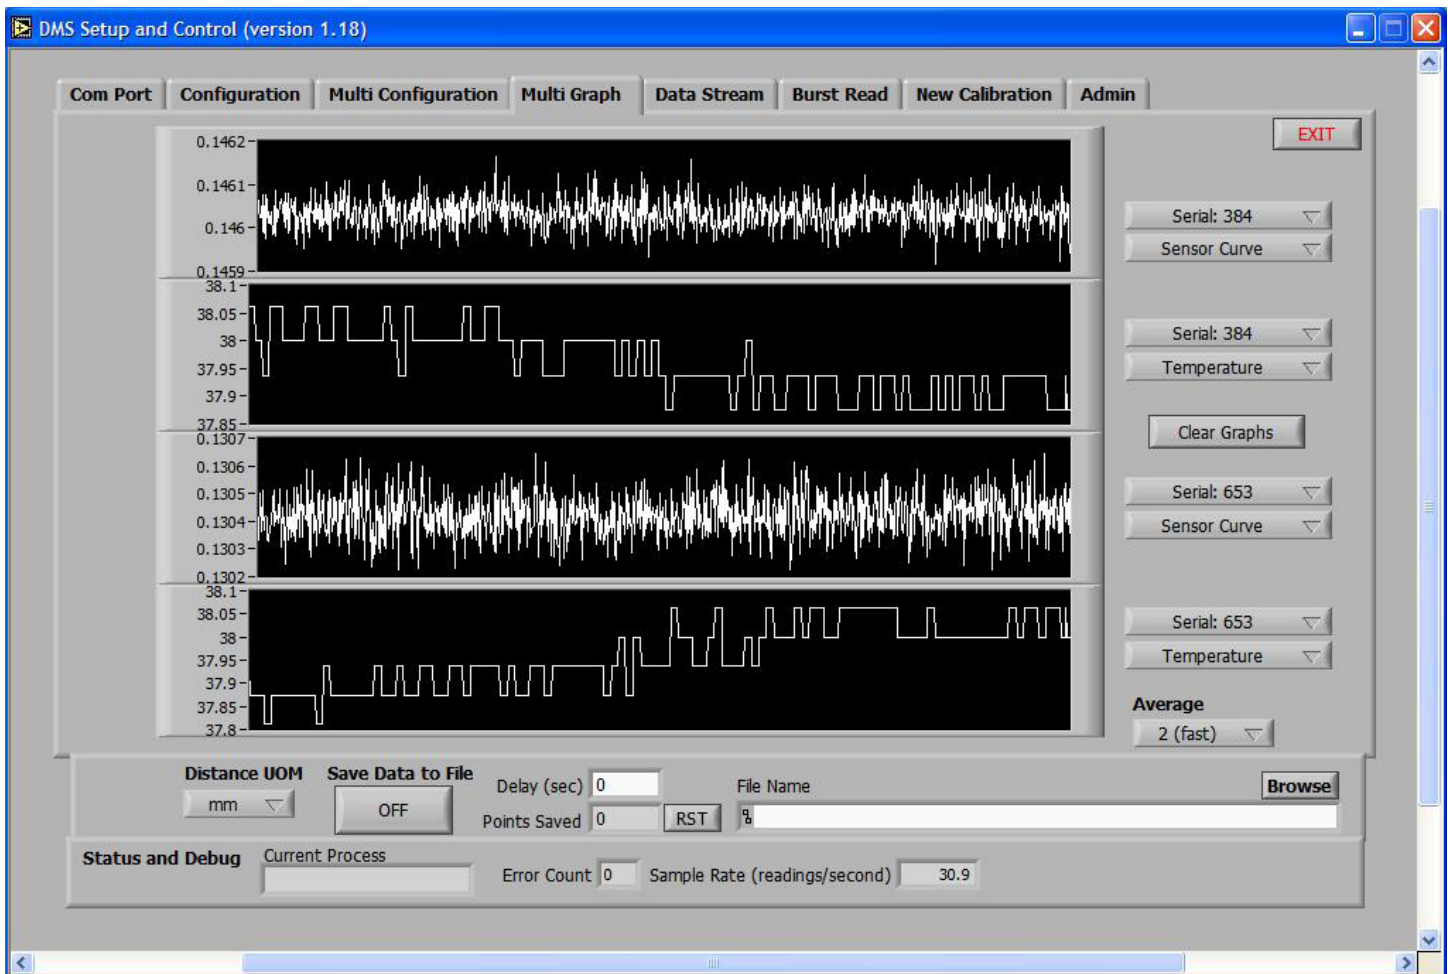 DMS Setup and Control (version 1.18)
Com Port Configuration Multi Configuration Multi Graph Data Stream Burst Read New Calibration Admin
EXIT
0.1462
0.1461
0.146
0.1459
Serial: 384
Sensor Curve
38.1
38.05
38
37.95
37.9
37.85
Serial: 384
Temperature
Clear Graphs
0.1307
0.1306
0.1305
0.1304
0.1303
0.1302
Serial: 653
Sensor Curve
38.1
38.05
38
37.95
37.9
37.85
37.8
Serial: 653
Temperature
Average
2 (fast)
Distance UOM
mm
Save Data to File
OFF
Delay (sec) 0
Points Saved 0 RST
File Name
Browse
Status and Debug
Current Process
Error Count 0
Sample Rate (readings/second) 30.9